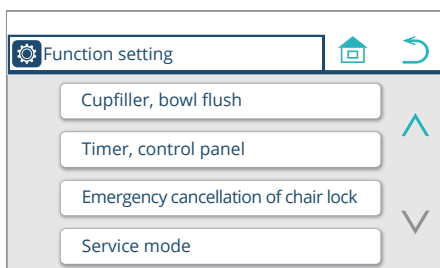 Function setting
Cupfiller, bowl flush
Timer, control panel
Emergency cancellation of chair lock
Service mode